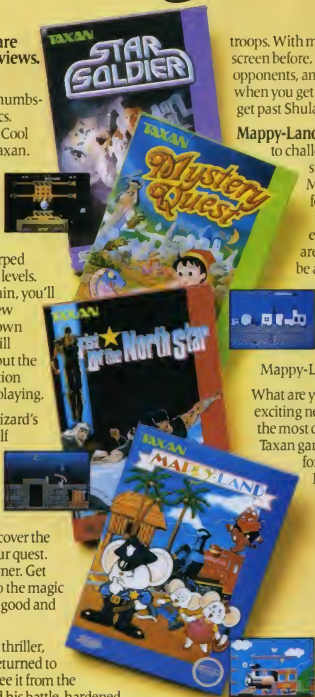 are
views.
humbs-
cs.
Cool
axan.
rped
levels.
ain, you'll
ew
own
ill
out the
tion
playing.
izard's
lf
cover the
ur quest.
ner. Get
o the magic
good and
thriller,
eturned to
ee it from the
d his battle-hardened
TAXAN
STAR
SOLDIER
TAXAN
Mystery
Quest
TAXAN
Fist
Of the North Star
TAXAN
MAPPY-LAND
troops. With m
screen before,
opponents, an
when you get
get past Shula
Mappy-Land
to challe
s
M
fo
e
are
be a
Mappy-L
What are y
exciting ne
the most c
Taxan gam
for